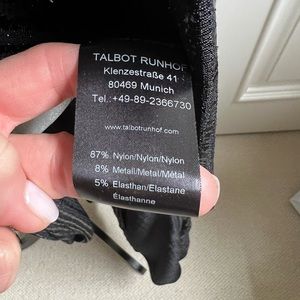 TALBOT RUNHOF
Klenzestraße 41
80469 Munich
Tel.:+49-89-2366730
www.talbotrunhof.com
87% Nylon/Nylon/Nylon
8% Metall/Metal/Métal
5% Elasthan/Elastane
Élasthanne